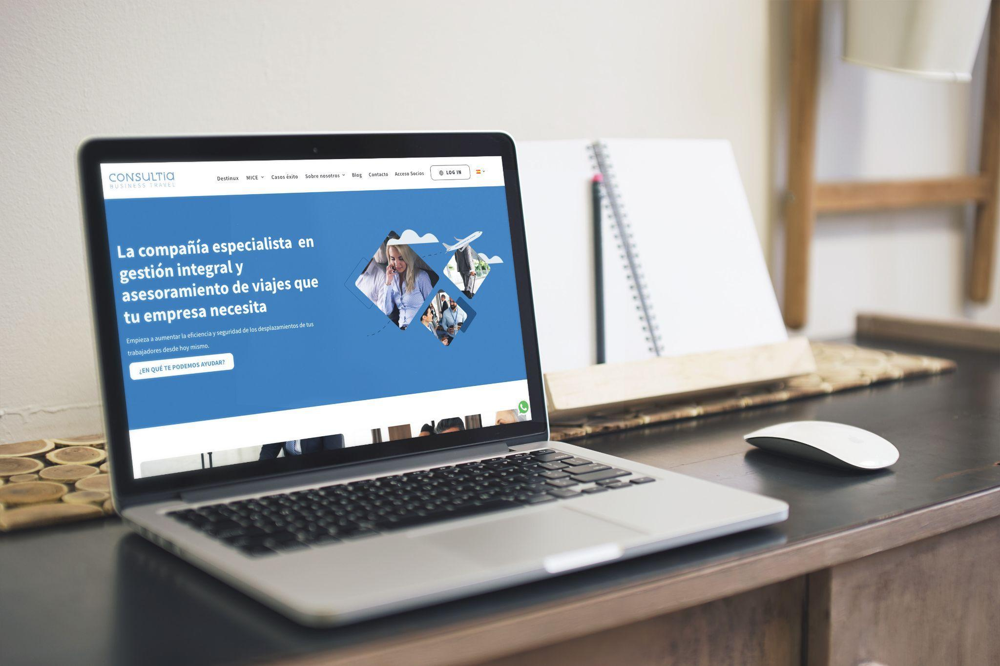 CONSULTia
BUSINESS TRAVEL
Destinux MICE Casos éxito Sobre nosotros Blog Contacto Acceso Socios LOG IN
La compañía especialista en
gestión integral y
asesoramiento de viajes que
tu empresa necesita
Empieza a aumentar la eficiencia y seguridad de los desplazamientos de tus
trabajadores desde hoy mismo.
¿EN QUÉ TE PODEMOS AYUDAR?